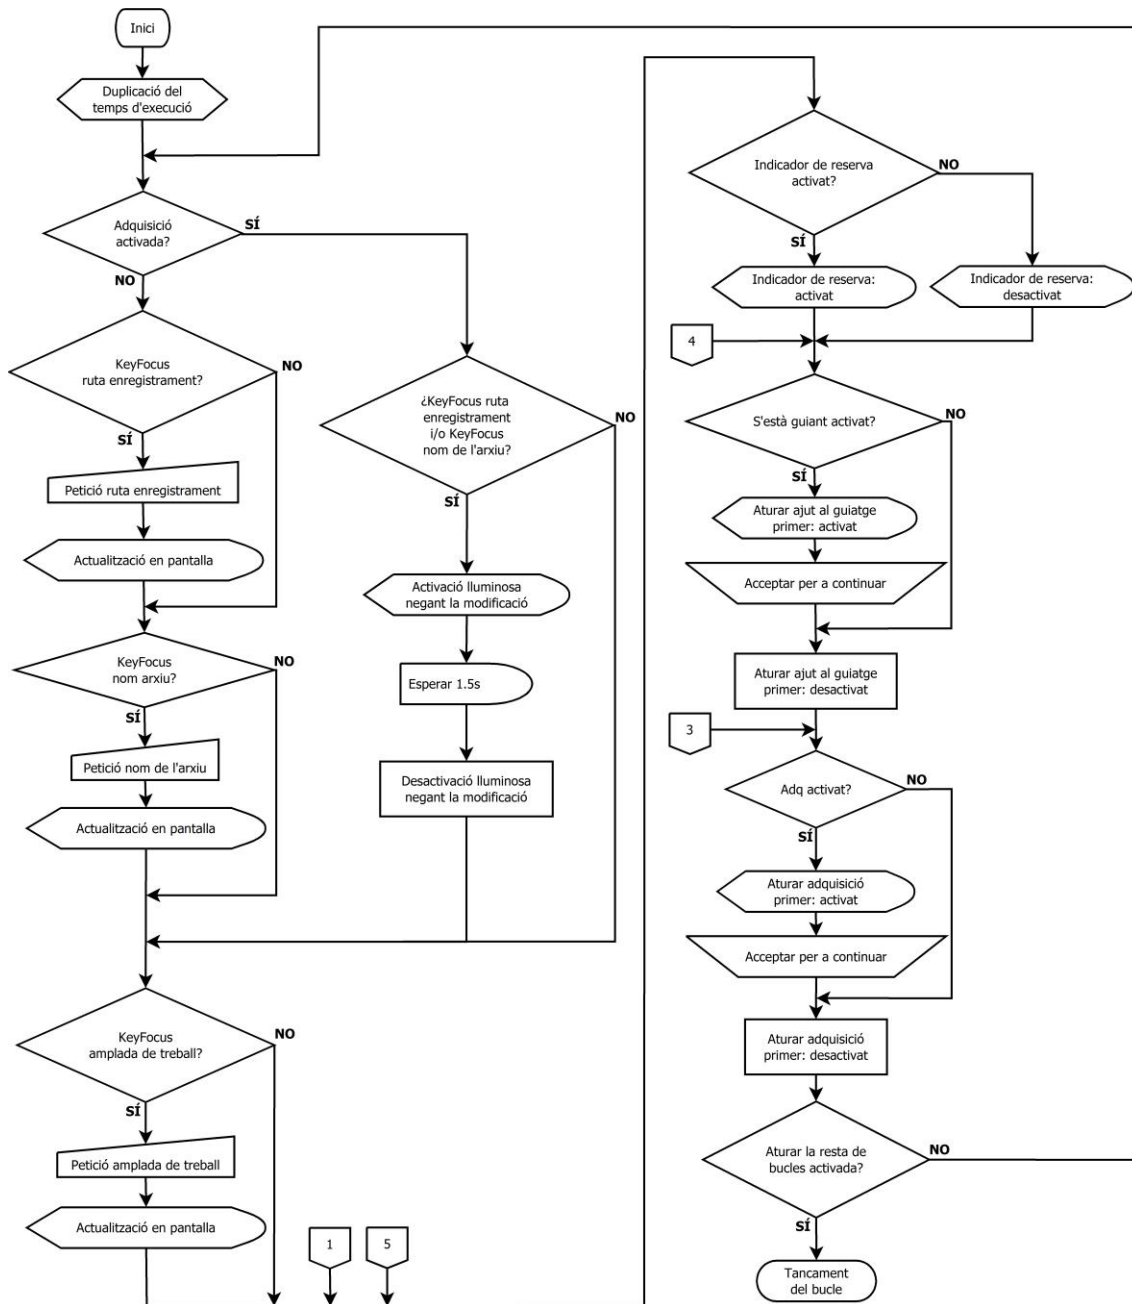 Inici
Duplicació del
temps d'execució
Adquisició
activada?
SÍ
NO
KeyFocus
ruta enregistrament?
NO
SÍ
Petició ruta enregistrament
Actualització en pantalla
KeyFocus
nom arxiu?
NO
SÍ
Petició nom de l'arxiu
Actualització en pantalla
¿KeyFocus ruta
enregistrament
i/o KeyFocus
nom de l'arxiu?
NO
SÍ
Activació lluminosa
negant la modificació
Esperar 1.5s
Desactivació lluminosa
negant la modificació
KeyFocus
amplada de treball?
NO
SÍ
Petició amplada de treball
Actualització en pantalla
1
5
Indicador de reserva
activat?
NO
SÍ
Indicador de reserva:
activat
Indicador de reserva:
desactivat
4
S'està guiant activat?
NO
SÍ
Aturar ajut al guiatge
primer: activat
Acceptar per a continuar
Aturar ajut al guiatge
primer: desactivat
3
Adq activat?
NO
SÍ
Aturar adquisició
primer: activat
Acceptar per a continuar
Aturar adquisició
primer: desactivat
Aturar la resta de
bucles activada?
NO
SÍ
Tancament
del bucle